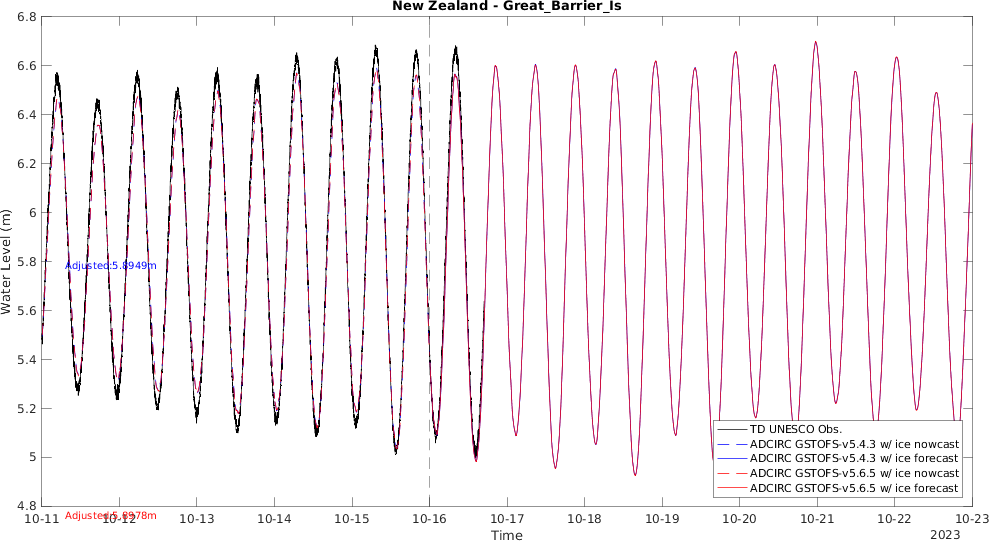 New Zealand - Great_Barrier_Is
6.8
6.6
6.4
6.2
6
5.8
5.6
5.4
5.2
5
4.8
Water Level (m)
Adjusted:5.8949m
Adjusted:5.8978m
TD UNESCO Obs.
ADCIRC GSTOFS-v5.4.3 w/ ice nowcast
ADCIRC GSTOFS-v5.4.3 w/ ice forecast
ADCIRC GSTOFS-v5.6.5 w/ ice nowcast
ADCIRC GSTOFS-v5.6.5 w/ ice forecast
10-11 10-12 10-13 10-14 10-15 10-16 10-17 10-18 10-19 10-20 10-21 10-22 10-23
Time
2023